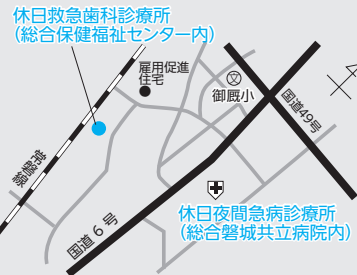 休日救急歯科診療所
（総合保健福祉センター内）
雇用促進
住宅
文
御厩小
国道49号
常磐線
国道6号
休日夜間急病診療所
（総合磐城共立病院内）